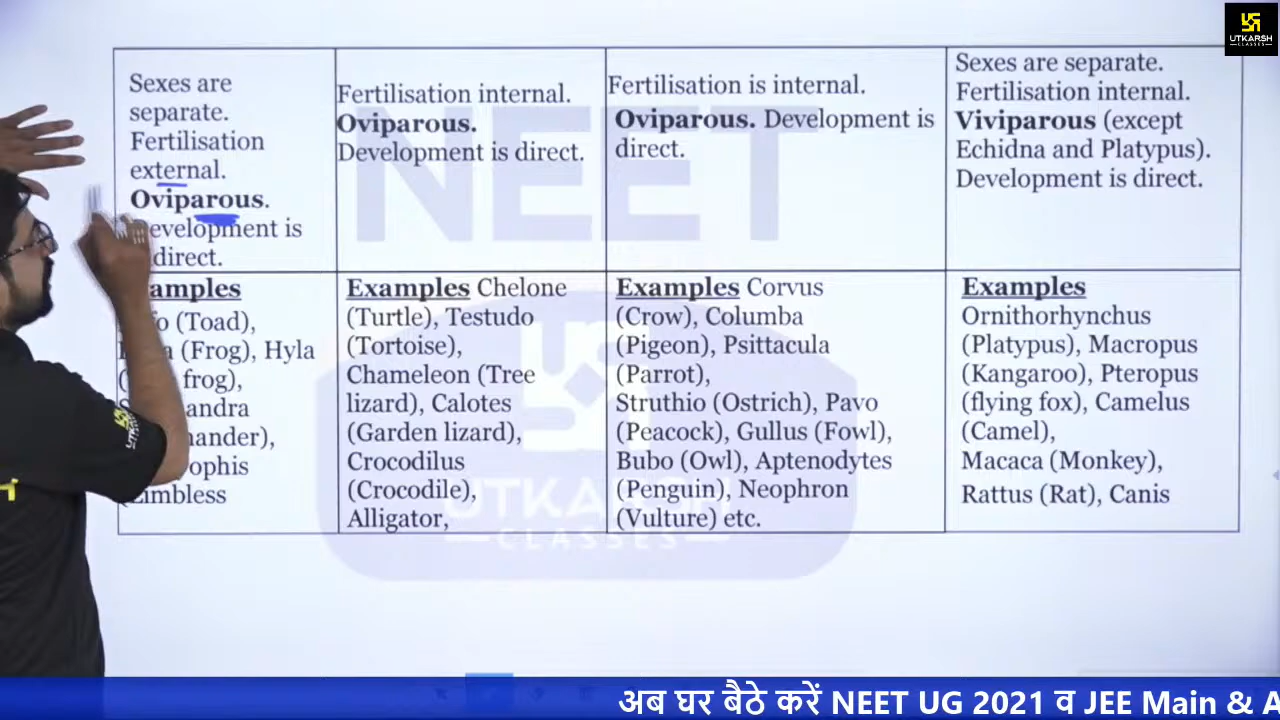 UTKARSH
CLASSES
Sexes are
separate.
Fertilisation
external.
Oviparous.
evelopment is
direct.
Fertilisation internal.
Oviparous.
Development is direct.
Fertilisation is internal.
Oviparous. Development is
direct.
Sexes are separate.
Fertilisation internal.
Viviparous (except
Echidna and Platypus).
Development is direct.
NEET
amples
(Toad),
(Frog), Hyla
frog),
andra
ander),
ophis
Limbless
Examples Chelone
(Turtle), Testudo
(Tortoise),
Chameleon (Tree
lizard), Calotes
(Garden lizard),
Crocodilus
(Crocodile),
Alligator,
Examples Corvus
(Crow), Columba
(Pigeon), Psittacula
(Parrot),
Struthio (Ostrich), Pavo
(Peacock), Gullus (Fowl),
Bubo (Owl), Aptenodytes
(Penguin), Neophron
(Vulture) etc.
Examples
Ornithorhynchus
(Platypus), Macropus
(Kangaroo), Pteropus
(flying fox), Camelus
(Camel),
Macaca (Monkey),
Rattus (Rat), Canis
UTKARSH
CLASSES
UTKARSH
अब घर बैठे करें NEET UG 2021 व JEE Main & A